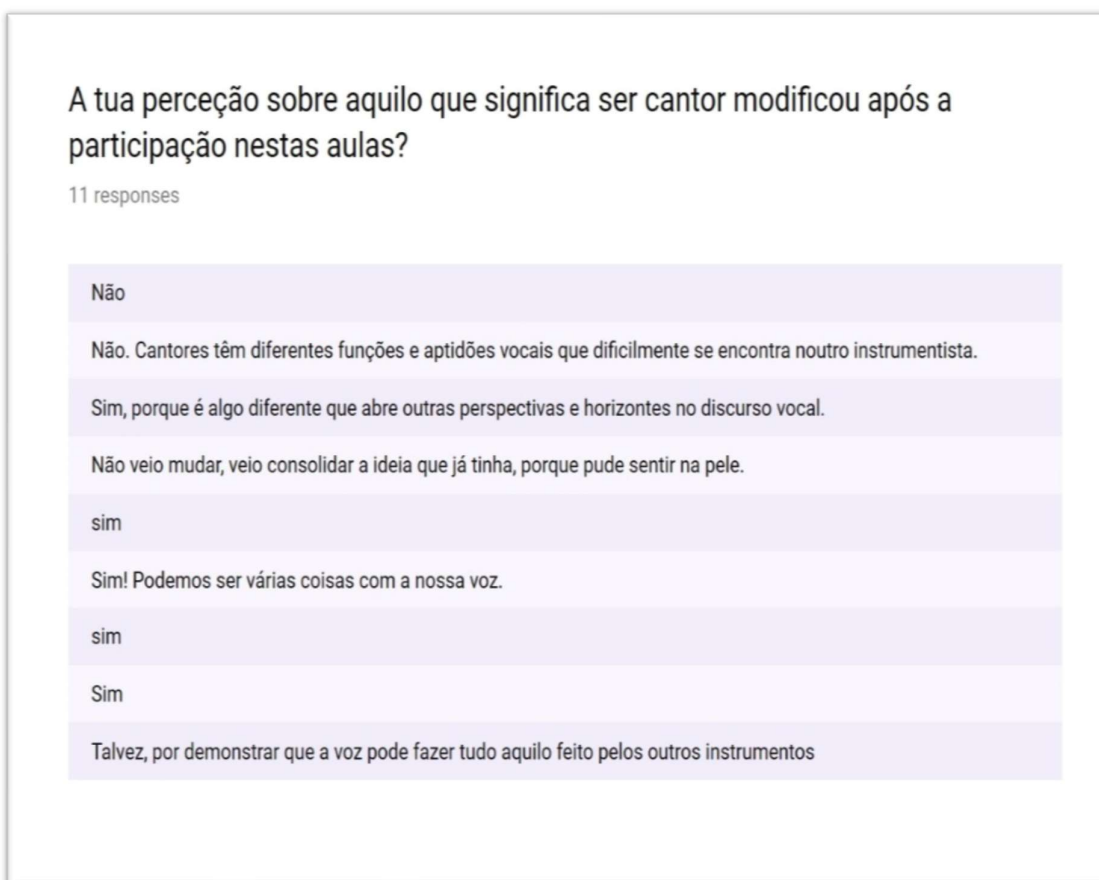 A tua perceção sobre aquilo que significa ser cantor modificou após a
participação nestas aulas?
11 responses
Não
Não. Cantores têm diferentes funções e aptidões vocais que dificilmente se encontra noutro instrumentista.
Sim, porque é algo diferente que abre outras perspectivas e horizontes no discurso vocal.
Não veio mudar, veio consolidar a ideia que já tinha, porque pude sentir na pele.
sim
Sim! Podemos ser várias coisas com a nossa voz.
sim
Sim
Talvez, por demonstrar que a voz pode fazer tudo aquilo feito pelos outros instrumentos